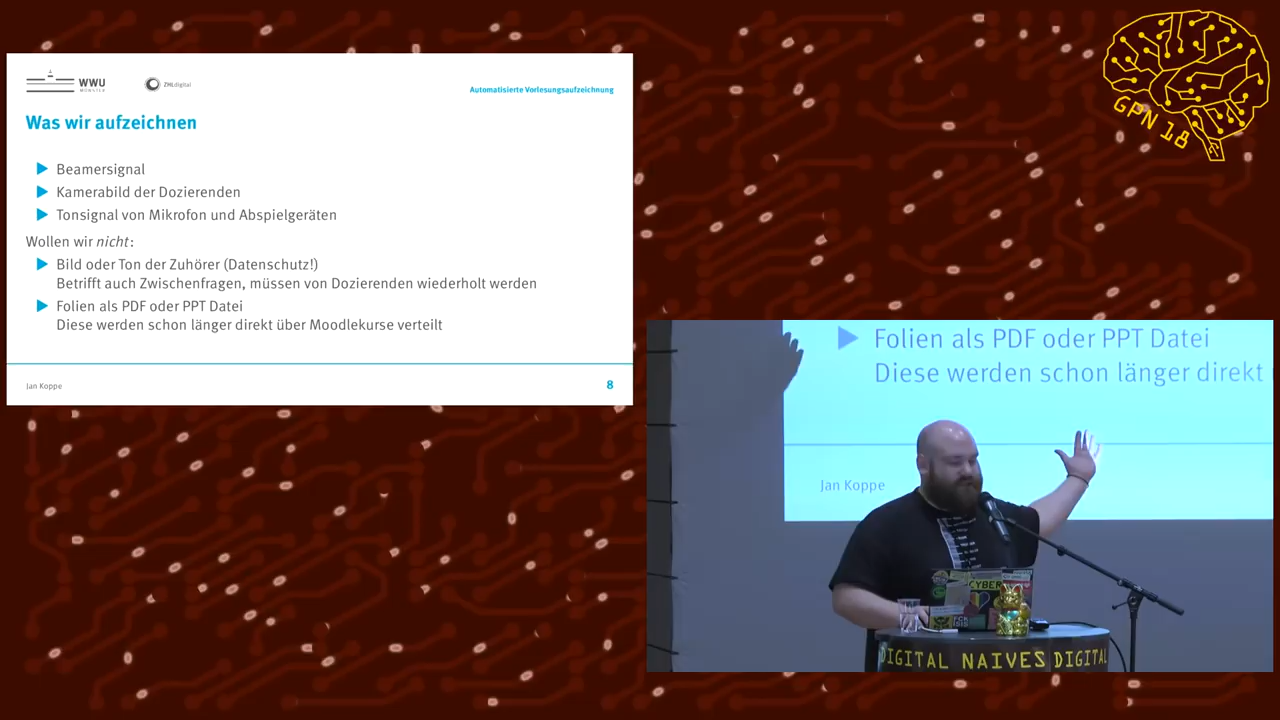 WWU
MÜNSTER
ZMLdigital
Automatisierte Vorlesungsaufzeichnung
Was wir aufzeichnen
Beamersignal
Kamerabild der Dozierenden
Tonsignal von Mikrofon und Abspielgeräten
Wollen wir nicht:
Bild oder Ton der Zuhörer (Datenschutz!)
Betrifft auch Zwischenfragen, müssen von Dozierenden wiederholt werden
Folien als PDF oder PPT Datei
Diese werden schon länger direkt über Moodlekurse verteilt
Jan Koppe
8
GPN 18
Folien als PDF oder PPT Datei
Diese werden schon länger direkt
Jan Koppe
CYBER
DIGITAL NAIVES DIGITAL